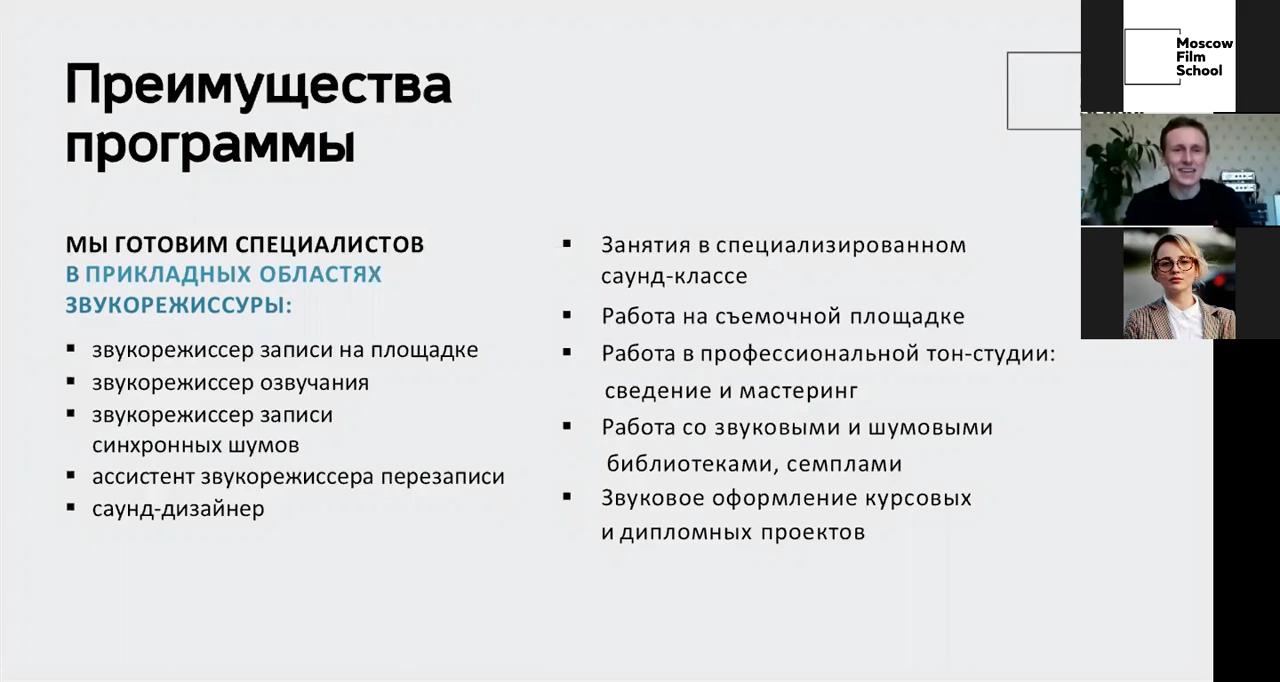 Преимущества
программы
МЫ ГОТОВИМ СПЕЦИАЛИСТОВ
В ПРИКЛАДНЫХ ОБЛАСТЯХ
ЗВУКОРЕЖИССУРЫ:
▪ звукорежиссер записи на площадке
▪ звукорежиссер озвучания
▪ звукорежиссер записи
синхронных шумов
▪ ассистент звукорежиссера перезаписи
▪ саунд-дизайнер
▪ Занятия в специализированном
саунд-классе
▪ Работа на съемочной площадке
▪ Работа в профессиональной тон-студии:
сведение и мастеринг
▪ Работа со звуковыми и шумовыми
библиотеками, семплами
▪ Звуковое оформление курсовых
и дипломных проектов
Moscow
Film
School